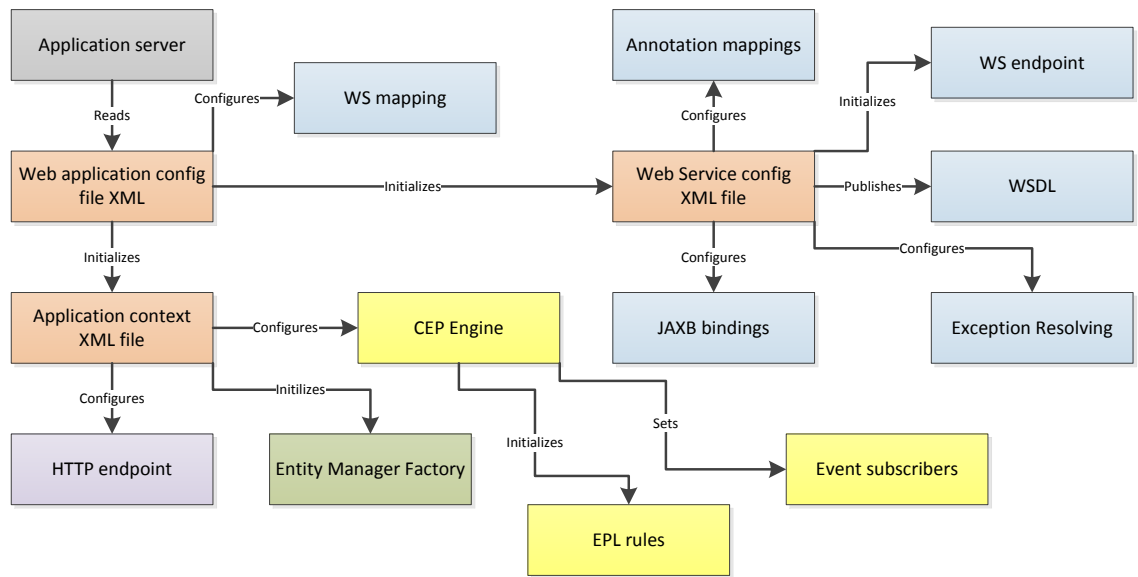 Application server
Annotation mappings
WS endpoint
Configures
WS mapping
Initializes
Reads
Configures
Web application config
file XML
Initializes
Web Service config
XML file
Publishes
WSDL
Initializes
Configures
Configures
Application context
XML file
Configures
CEP Engine
JAXB bindings
Exception Resolving
Configures
Initilizes
Sets
Initializes
HTTP endpoint
Entity Manager Factory
Event subscribers
EPL rules